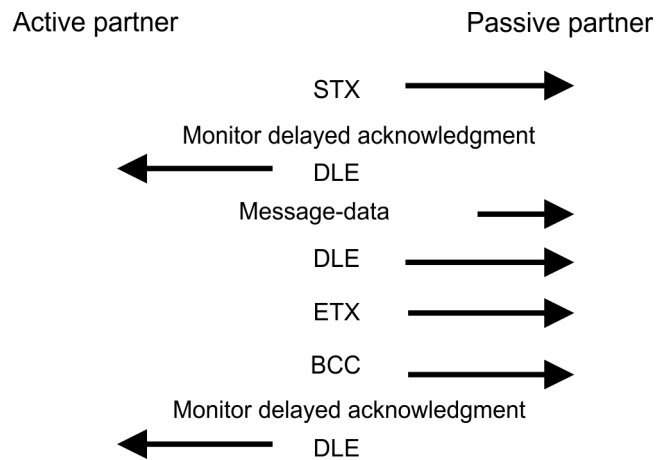 Active partner Passive partner
STX
Monitor delayed acknowledgment
DLE
Message-data
DLE
ETX
BCC
Monitor delayed acknowledgment
DLE